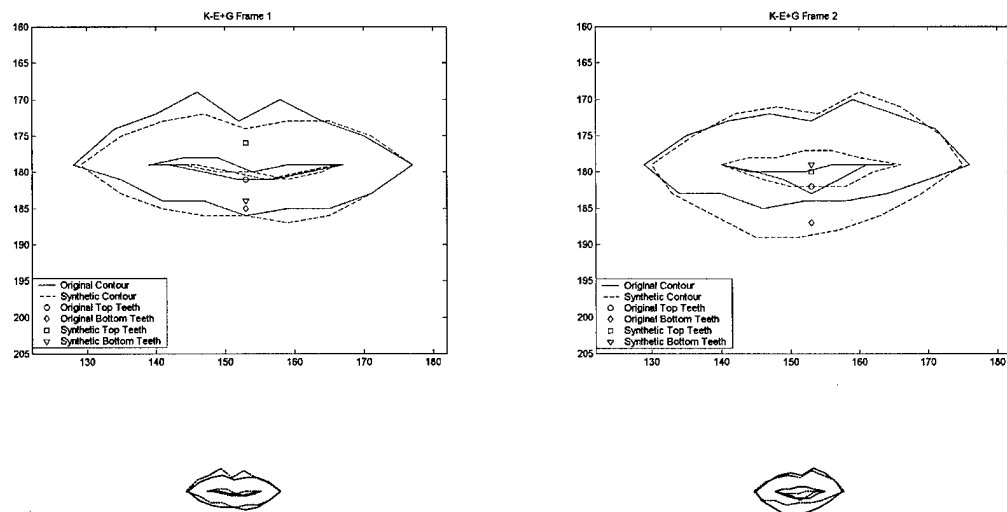 K-E+G Frame 1
160
165
170
175
180
185
190
195
200
205
130
140
150
160
170
180
Original Contour
Synthetic Contour
Original Top Teeth
Original Bottom Teeth
Synthetic Top Teeth
Synthetic Bottom Teeth
K-E+G Frame 2
160
165
170
175
180
185
190
195
200
205
130
140
150
160
170
180
Original Contour
Synthetic Contour
Original Top Teeth
Original Bottom Teeth
Synthetic Top Teeth
Synthetic Bottom Teeth